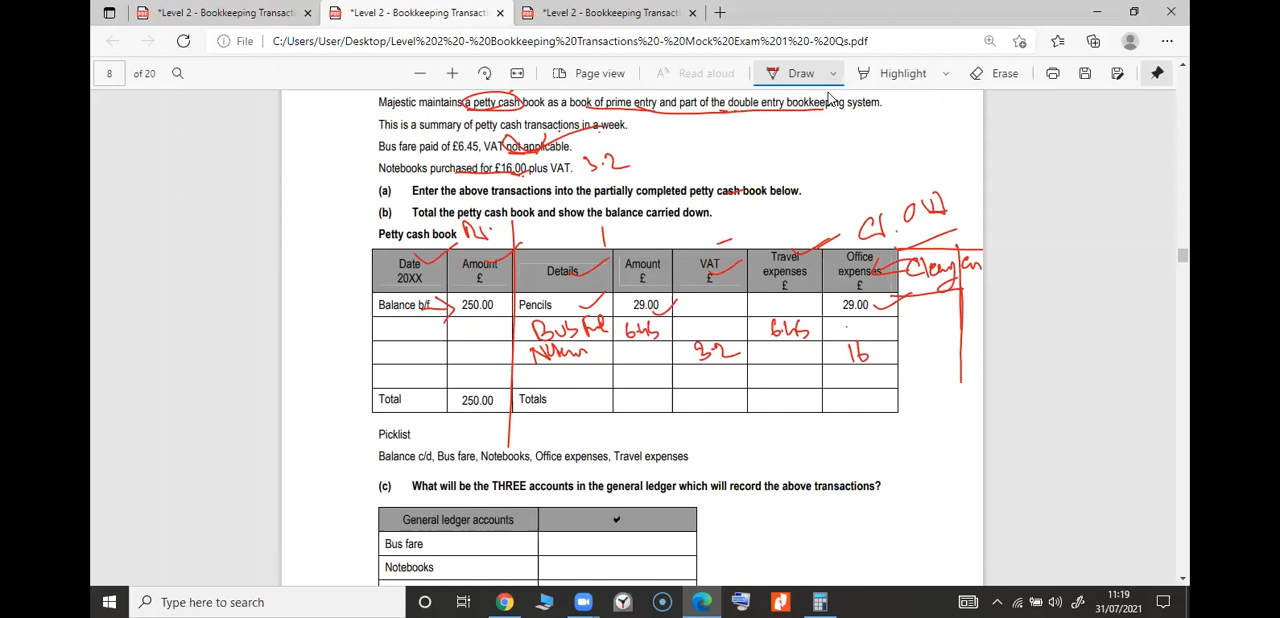 *Level 2 - Bookkeeping Transacti
*Level 2 - Bookkeeping Transacti
*Level 2 - Bookkeeping Transacti
File C:/Users/User/Desktop/Level%202%20-%20Bookkeeping%20Transactions%20-%20Mock%20Exam%201%20-%20Qs.pdf
8 of 20 Page view Read aloud Draw Highlight Erase
Majestic maintains a petty cash book as a book of prime entry and part of the double entry bookkeeping system.
This is a summary of petty cash transactions in a week.
Bus fare paid of £6.45, VAT not applicable.
Notebooks purchased for £16.00 plus VAT. 3.2
(a) Enter the above transactions into the partially completed petty cash book below.
(b) Total the petty cash book and show the balance carried down.
Petty cash book
Date 20XX Amount £ Details Amount £ VAT £ Travel expenses £ Office expenses £
Balance b/f 250.00 Pencils 29.00 29.00
6.45 6.45
3.2 16
Total 250.00 Totals
Picklist
Balance c/d, Bus fare, Notebooks, Office expenses, Travel expenses
(c) What will be the THREE accounts in the general ledger which will record the above transactions?
General ledger accounts ✔
Bus fare
Notebooks
Type here to search
11:19
31/07/2021